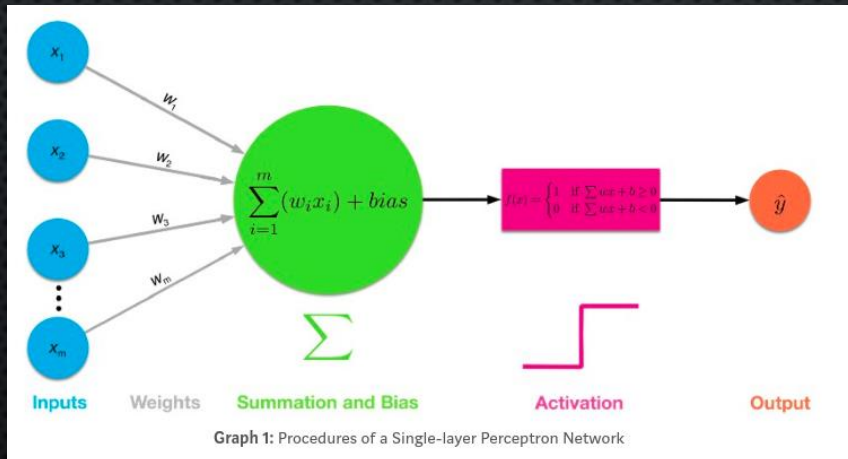 x₁
W₁
x₂
W₂
x₃
W₃
xₘ
Wₘ
m
∑(wᵢxᵢ) + bias
i=1
f(x) = {1 if ∑wx + b ≥ 0
0 if ∑wx + b < 0
ŷ
∑
Inputs Weights Summation and Bias Activation Output
Graph 1: Procedures of a Single-layer Perceptron Network